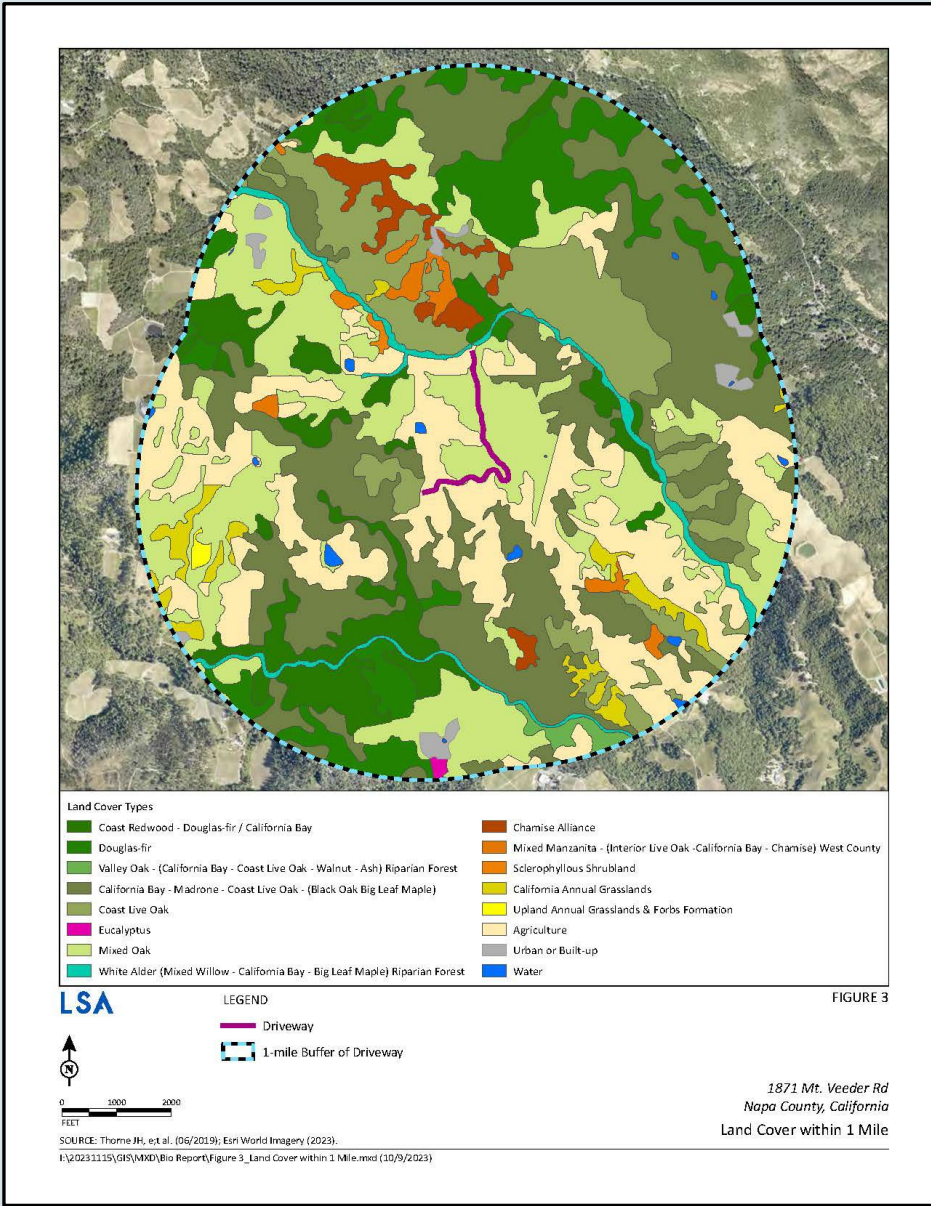 Land Cover Types
Coast Redwood - Douglas-fir / California Bay
Douglas-fir
Valley Oak - (California Bay - Coast Live Oak - Walnut - Ash) Riparian Forest
California Bay - Madrone - Coast Live Oak - (Black Oak Big Leaf Maple)
Coast Live Oak
Eucalyptus
Mixed Oak
White Alder (Mixed Willow - California Bay - Big Leaf Maple) Riparian Forest
Chamise Alliance
Mixed Manzanita - (Interior Live Oak -California Bay - Chamise) West County
Sclerophyllous Shrubland
California Annual Grasslands
Upland Annual Grasslands & Forbs Formation
Agriculture
Urban or Built-up
Water
LSA
LEGEND
Driveway
1-mile Buffer of Driveway
FIGURE 3
N
0 1000 2000
FEET
1871 Mt. Veeder Rd
Napa County, California
Land Cover within 1 Mile
SOURCE: Thorne JH, e;t al. (06/2019); Esri World Imagery (2023).
I:\20231115\GIS\MXD\Bio Report\Figure 3_Land Cover within 1 Mile.mxd (10/9/2023)